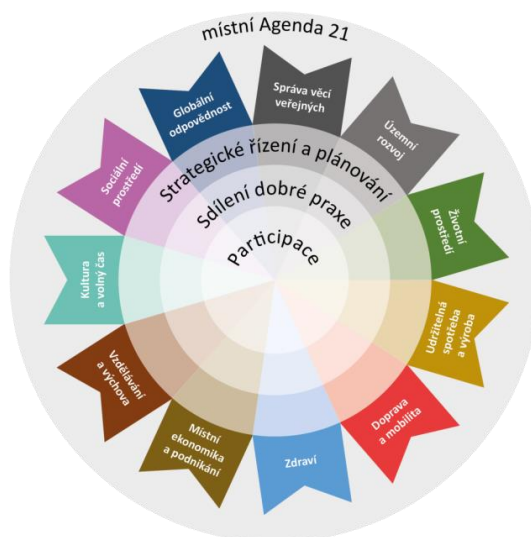 místní Agenda 21
Strategické řízení a plánování
Sdílení dobré praxe
Participace
Správa věcí
veřejných
Územní
rozvoj
Životní
prostředí
Udržitelná
spotřeba
a výroba
Doprava
a mobilita
Zdraví
Místní
ekonomika
a podnikání
Vzdělávání
a výchova
Kultura
a volný čas
Sociální
prostředí
Globální
odpovědnost